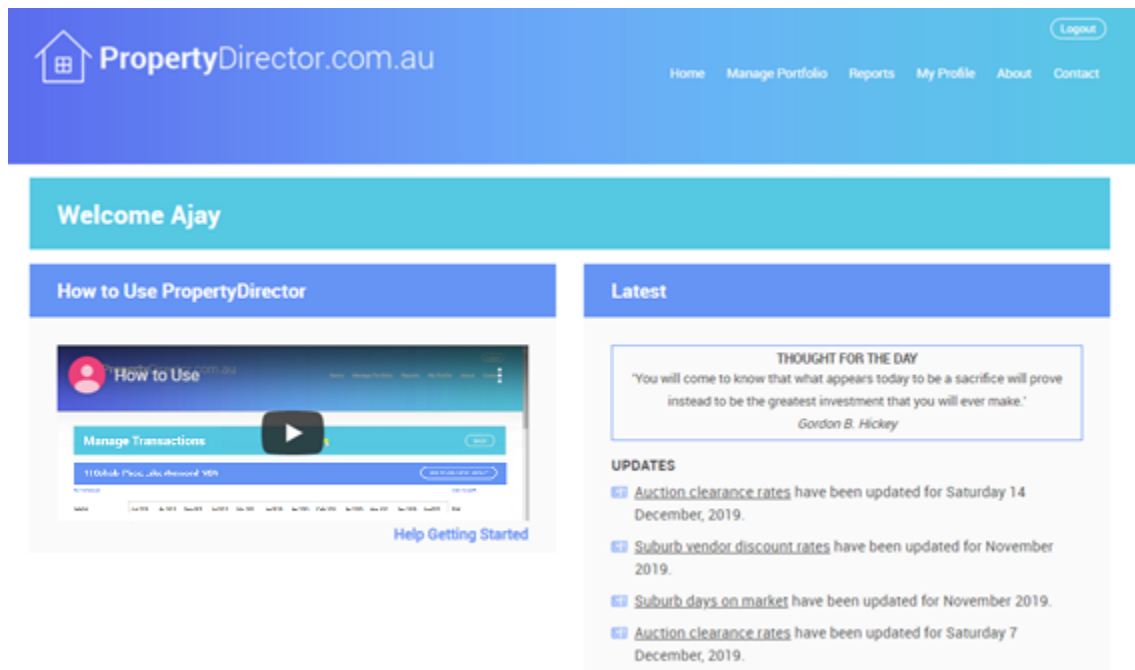 Logout
PropertyDirector.com.au
Home Manage Portfolio Reports My Profile About Contact
Welcome Ajay
How to Use PropertyDirector
How to Use
Manage Transactions
Help Getting Started
Latest
THOUGHT FOR THE DAY
'You will come to know that what appears today to be a sacrifice will prove
instead to be the greatest investment that you will ever make.'
Gordon B. Hickey
UPDATES
Auction clearance rates have been updated for Saturday 14
December, 2019.
Suburb vendor discount rates have been updated for November
2019.
Suburb days on market have been updated for November 2019.
Auction clearance rates have been updated for Saturday 7
December, 2019.